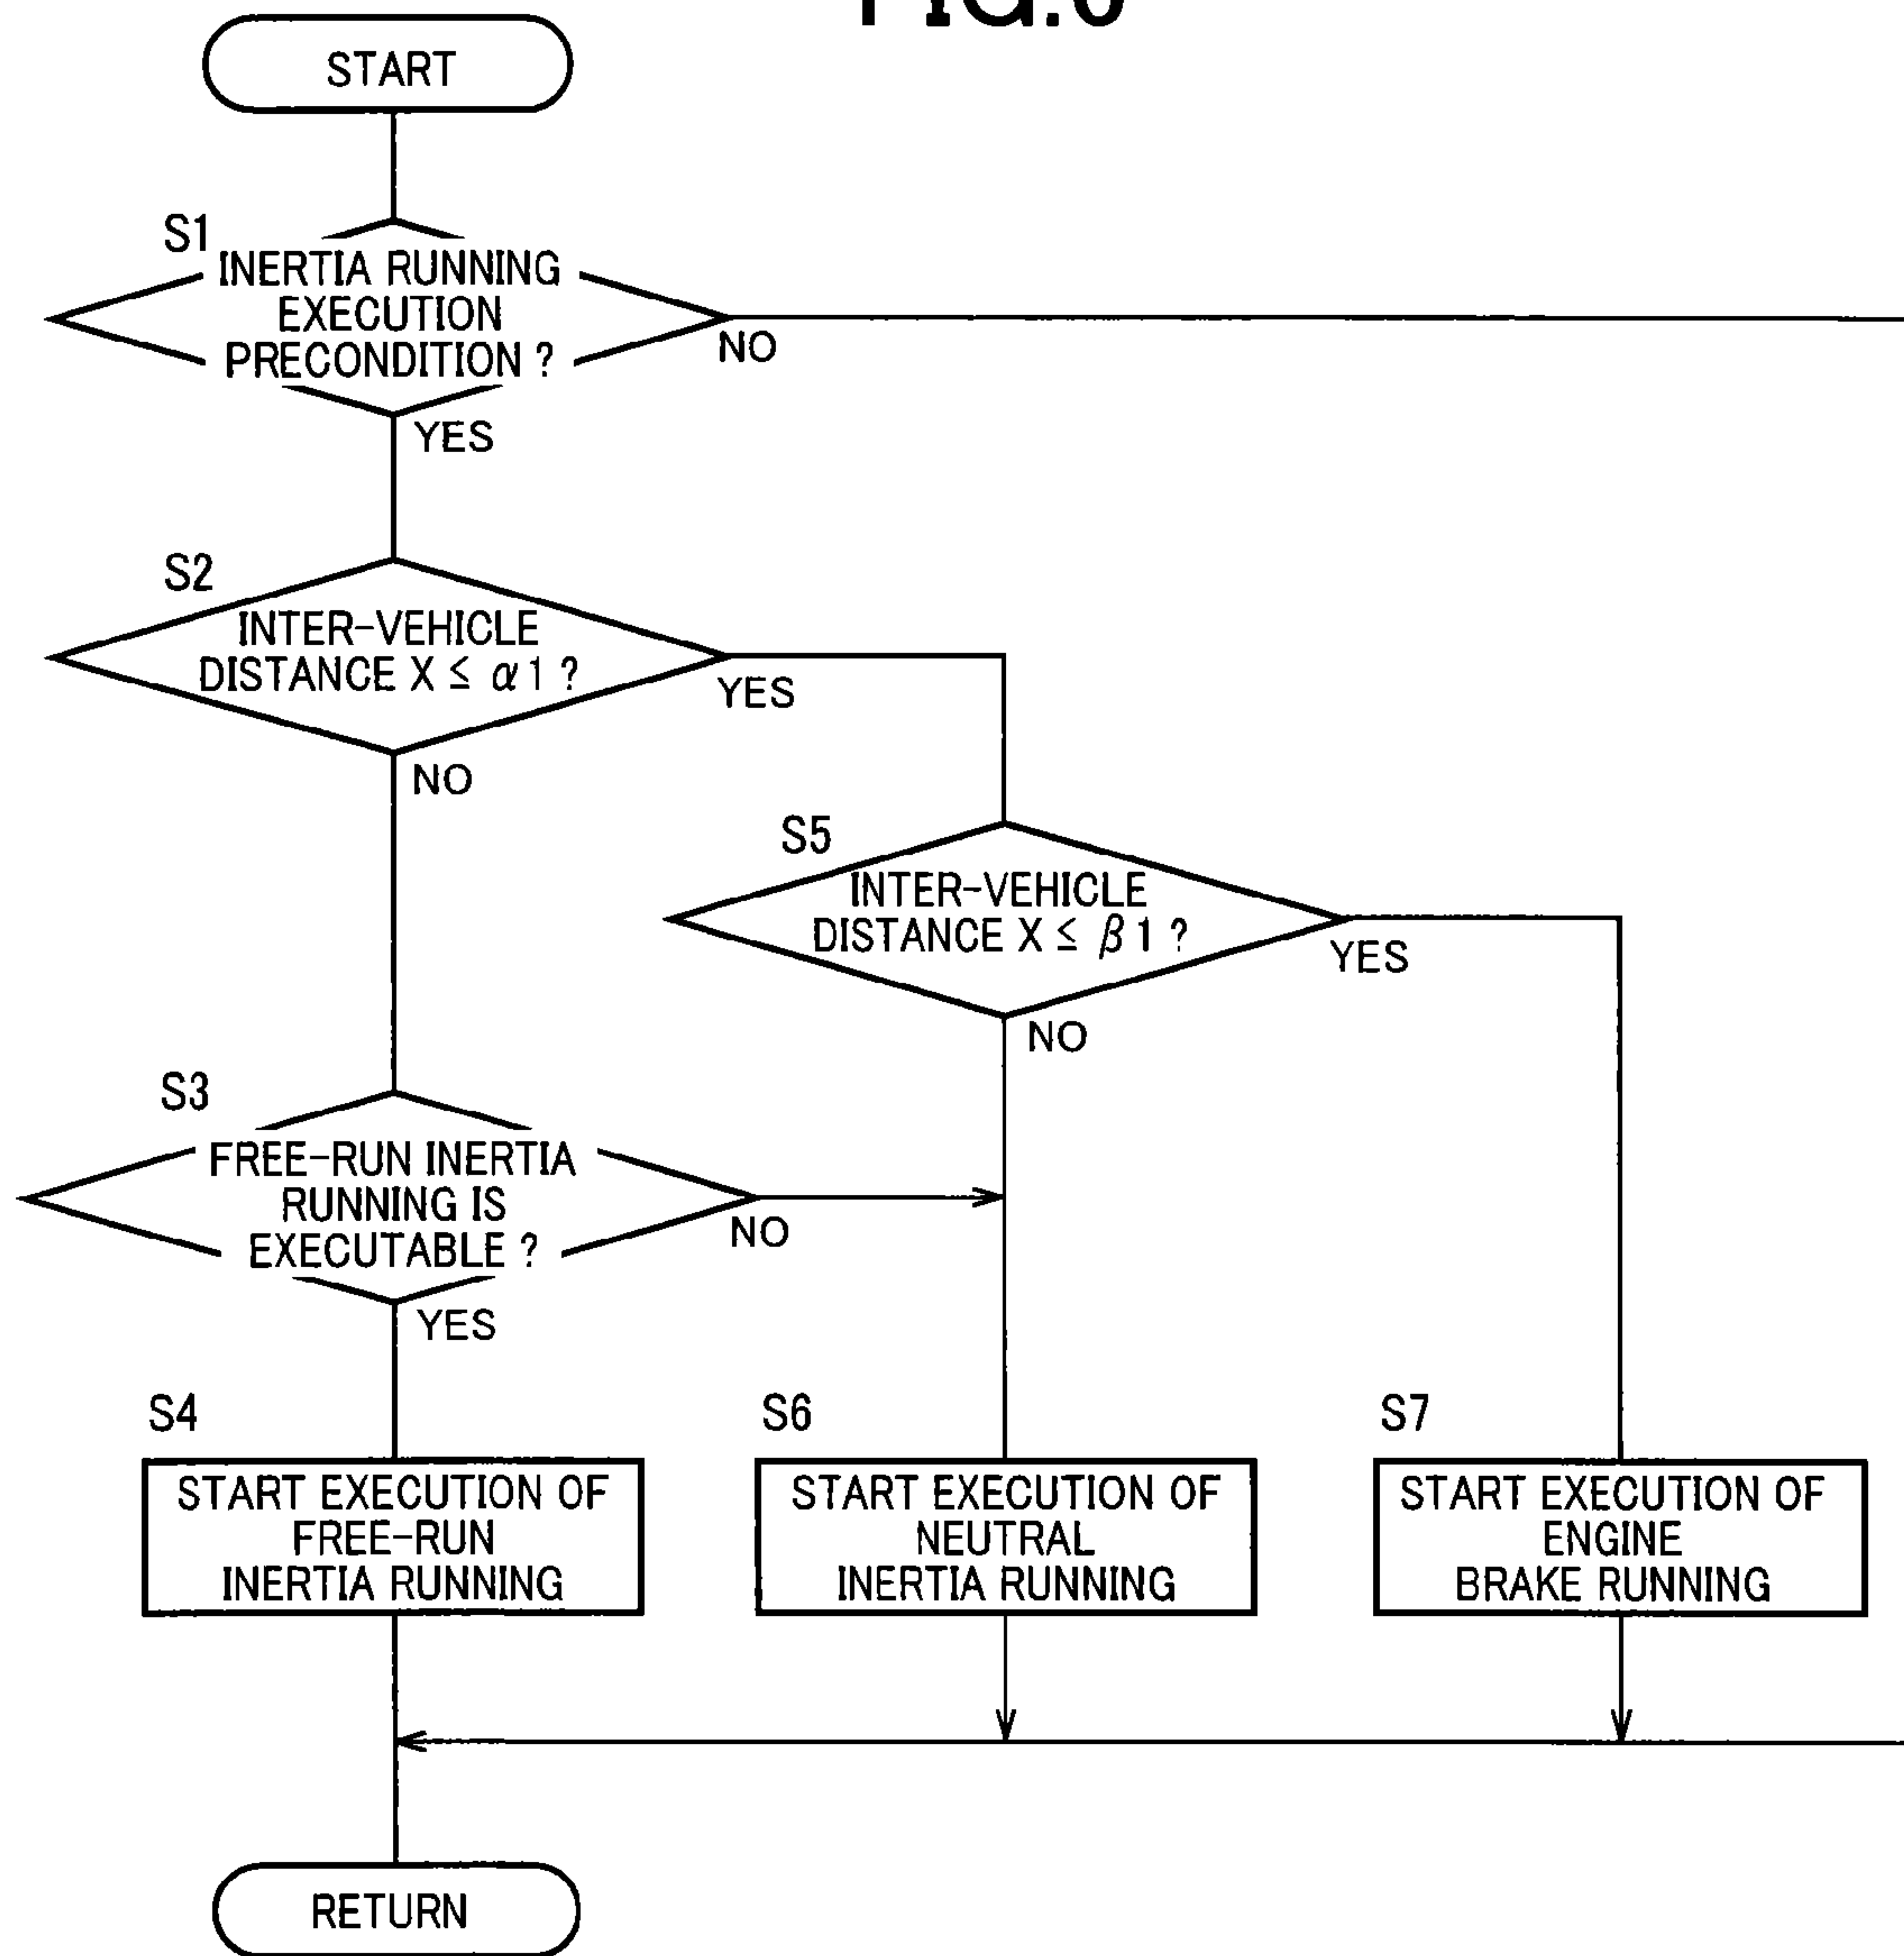 START
S1
INERTIA RUNNING
EXECUTION
PRECONDITION ?
NO
YES
S2
INTER-VEHICLE
DISTANCE X ≤ α1 ?
YES
NO
S5
INTER-VEHICLE
DISTANCE X ≤ β1 ?
YES
NO
S3
FREE-RUN INERTIA
RUNNING IS
EXECUTABLE ?
NO
YES
S4
START EXECUTION OF
FREE-RUN
INERTIA RUNNING
S6
START EXECUTION OF
NEUTRAL
INERTIA RUNNING
S7
START EXECUTION OF
ENGINE
BRAKE RUNNING
RETURN